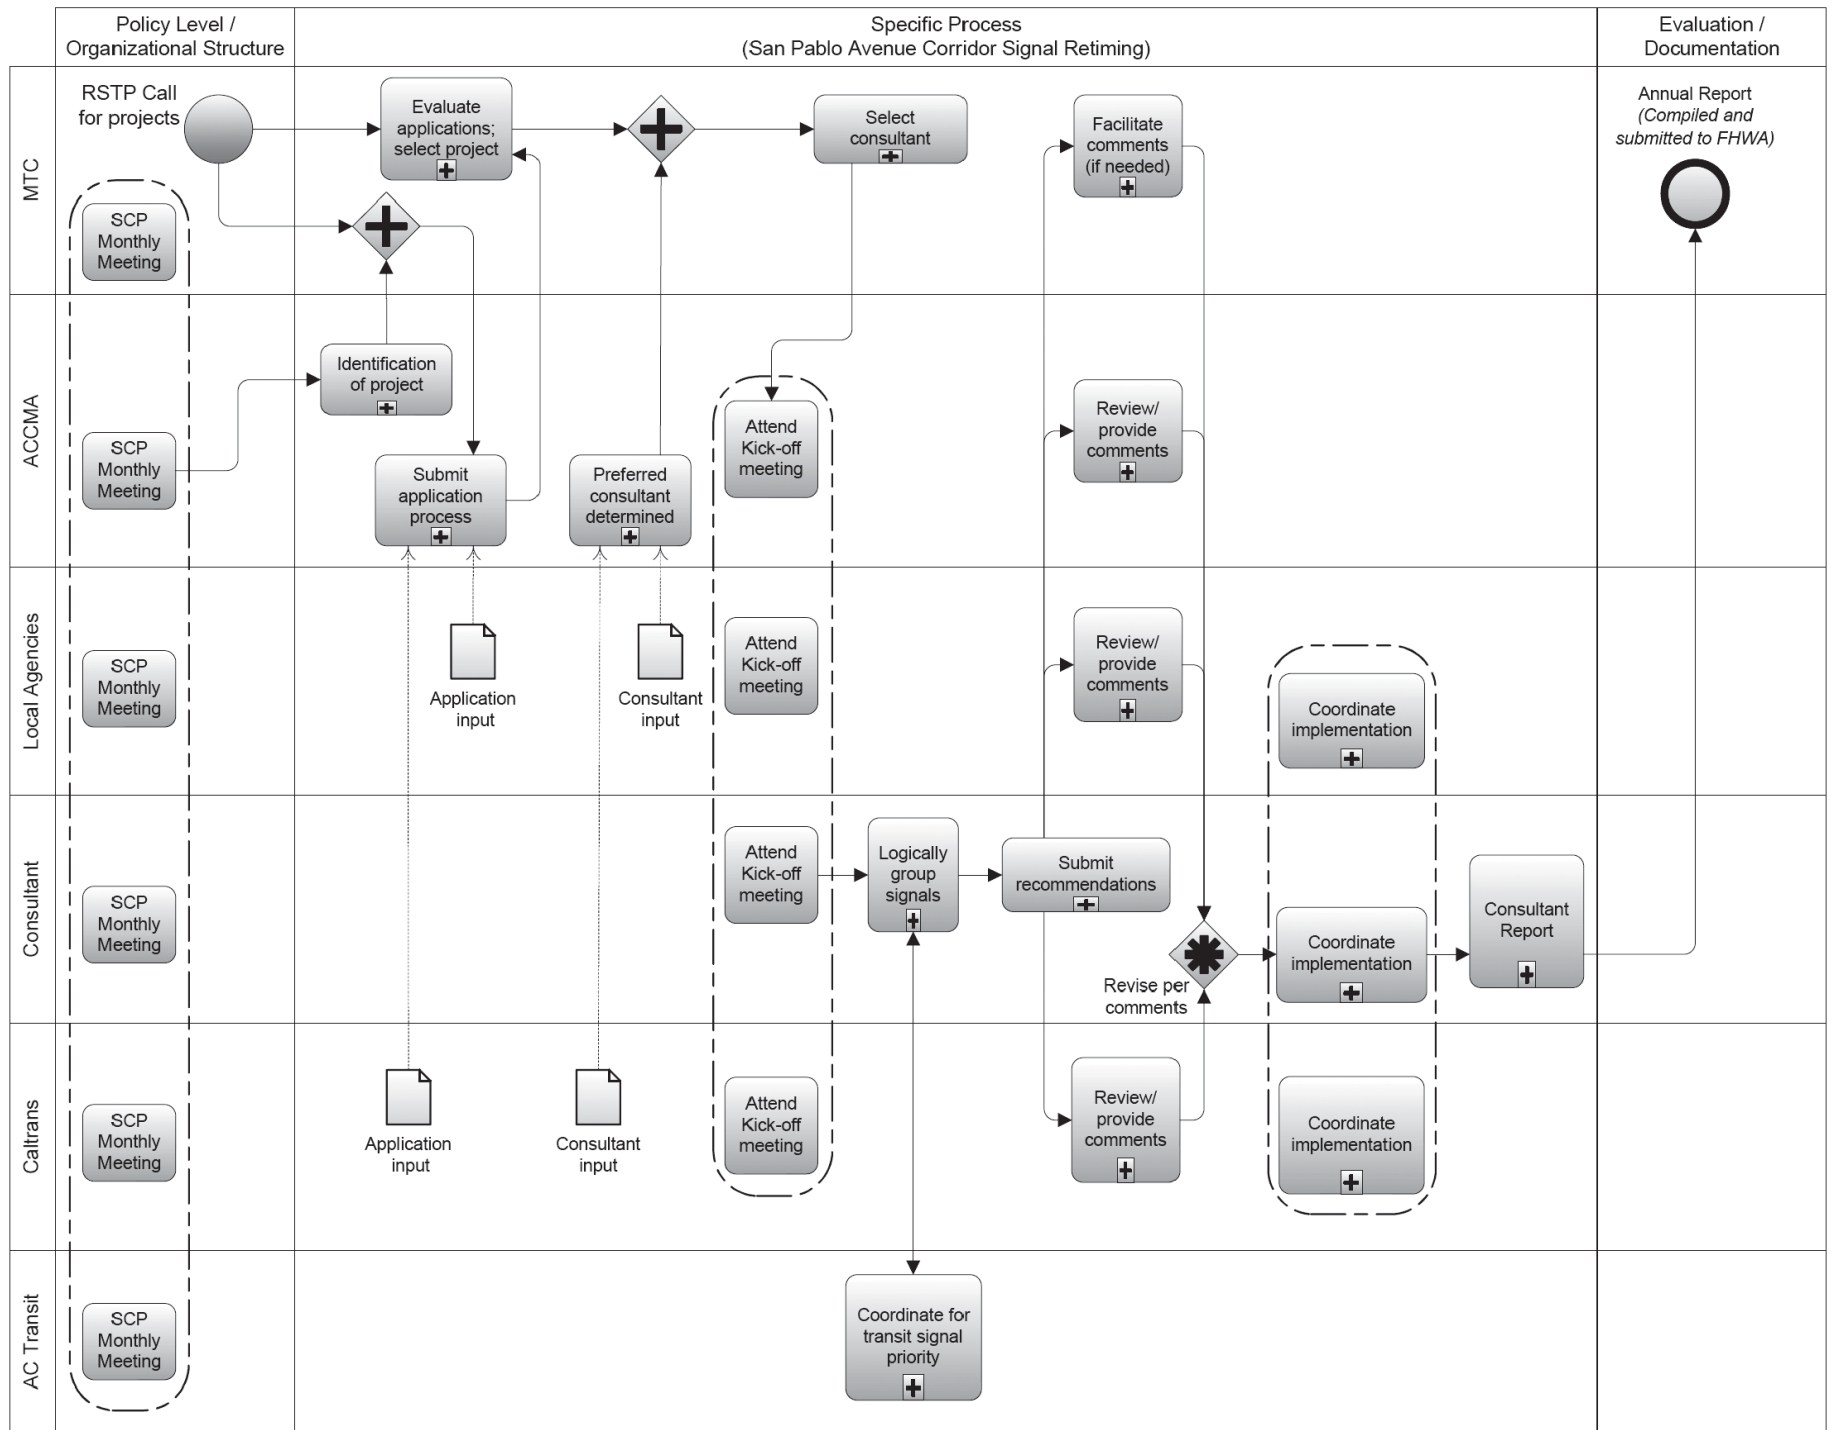 Policy Level /
Organizational Structure
Specific Process
(San Pablo Avenue Corridor Signal Retiming)
Evaluation /
Documentation
MTC
RSTP Call
for projects
SCP
Monthly
Meeting
Evaluate
applications;
select project
Select
consultant
Facilitate
comments
(if needed)
Annual Report
(Compiled and
submitted to FHWA)
ACCMA
SCP
Monthly
Meeting
Identification
of project
Submit
application
process
Preferred
consultant
determined
Attend
Kick-off
meeting
Review/
provide
comments
Local Agencies
SCP
Monthly
Meeting
Application
input
Consultant
input
Attend
Kick-off
meeting
Review/
provide
comments
Coordinate
implementation
Consultant
SCP
Monthly
Meeting
Attend
Kick-off
meeting
Logically
group
signals
Submit
recommendations
Revise per
comments
Coordinate
implementation
Consultant
Report
Caltrans
SCP
Monthly
Meeting
Application
input
Consultant
input
Attend
Kick-off
meeting
Review/
provide
comments
Coordinate
implementation
AC Transit
SCP
Monthly
Meeting
Coordinate for
transit signal
priority